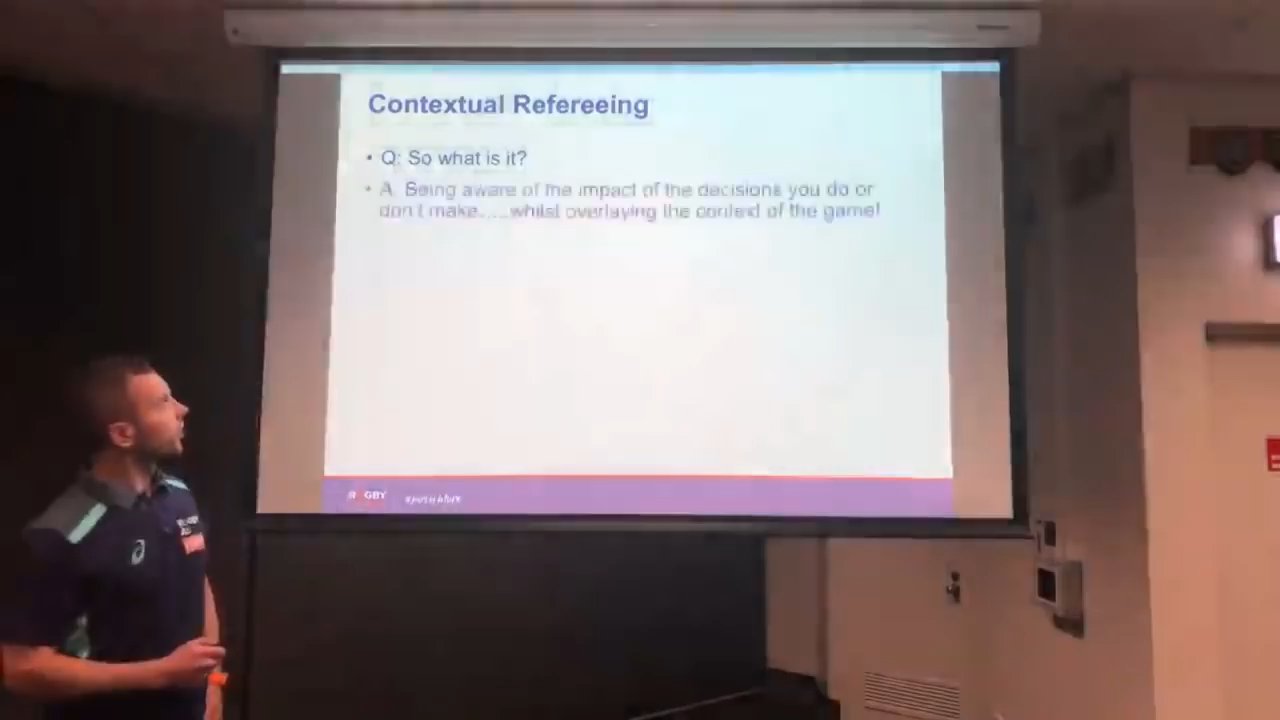 Contextual Refereeing
• Q: So what is it?
• A. Being aware of the impact of the decisions you do or
don't make.....whilst overlaying the context of the game!
RUGBY